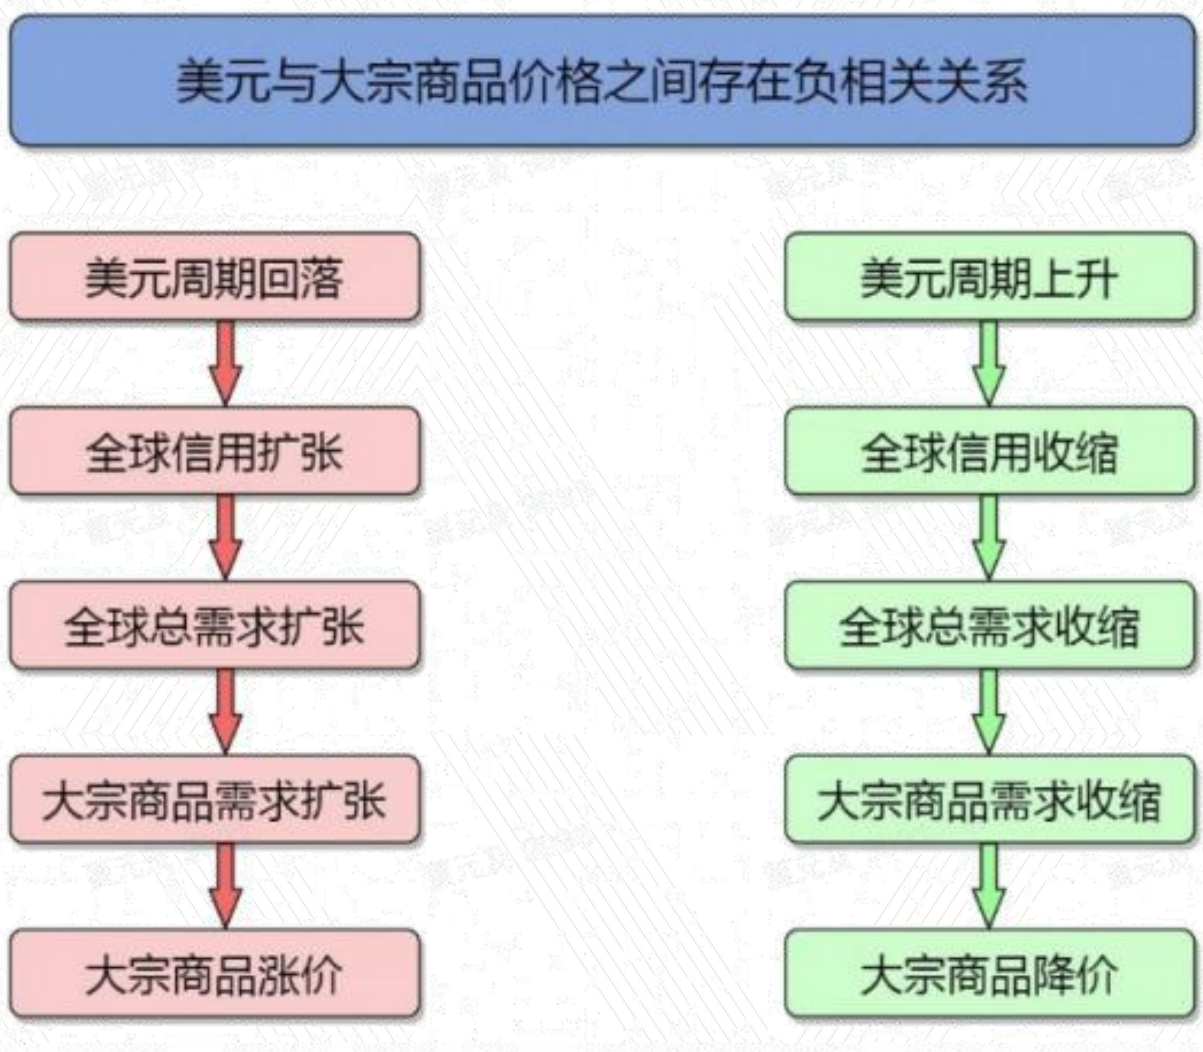 美元与大宗商品价格之间存在负相关关系
美元周期回落
全球信用扩张
全球总需求扩张
大宗商品需求扩张
大宗商品涨价
美元周期上升
全球信用收缩
全球总需求收缩
大宗商品需求收缩
大宗商品降价